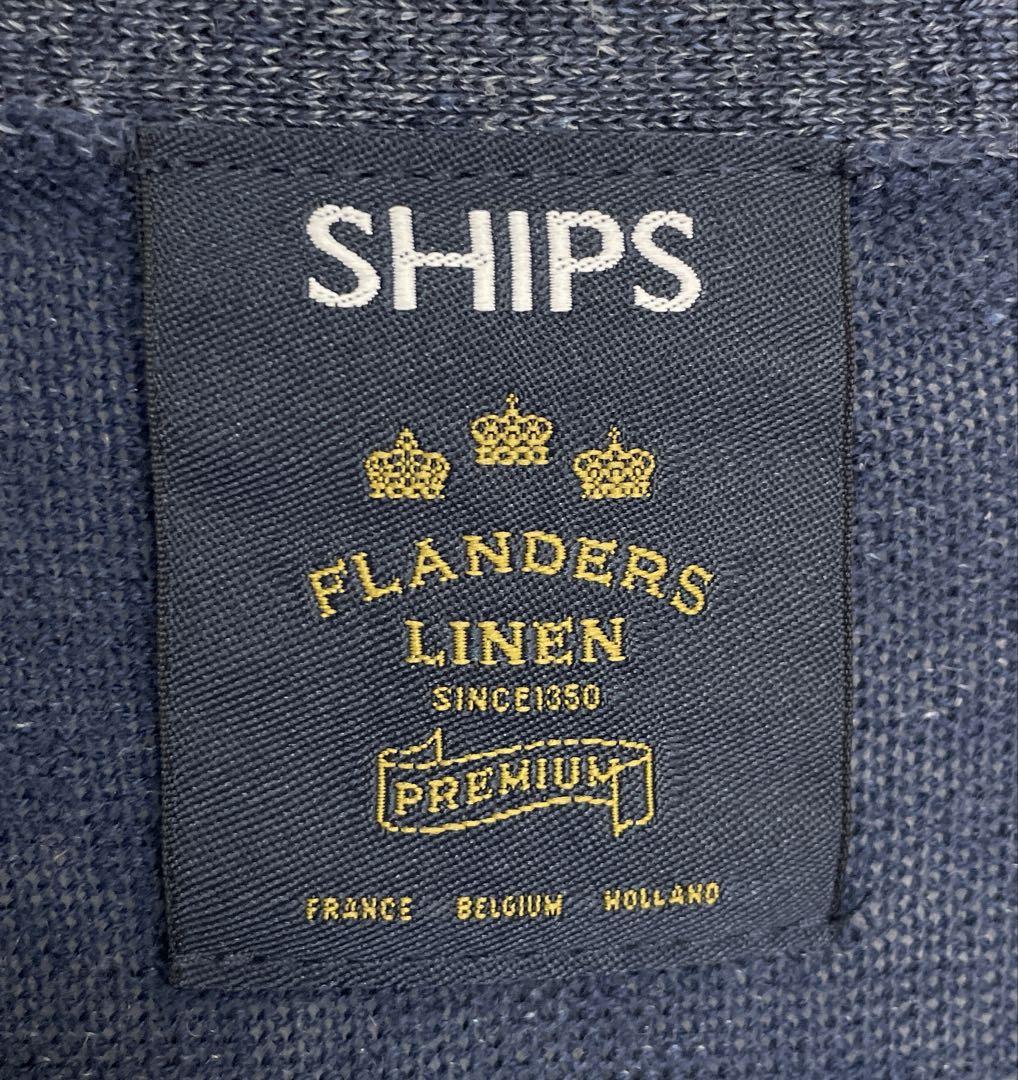 SHIPS
FLANDERS
LINEN
SINCE1350
PREMIUM
FRANCE BELGIUM HOLLAND